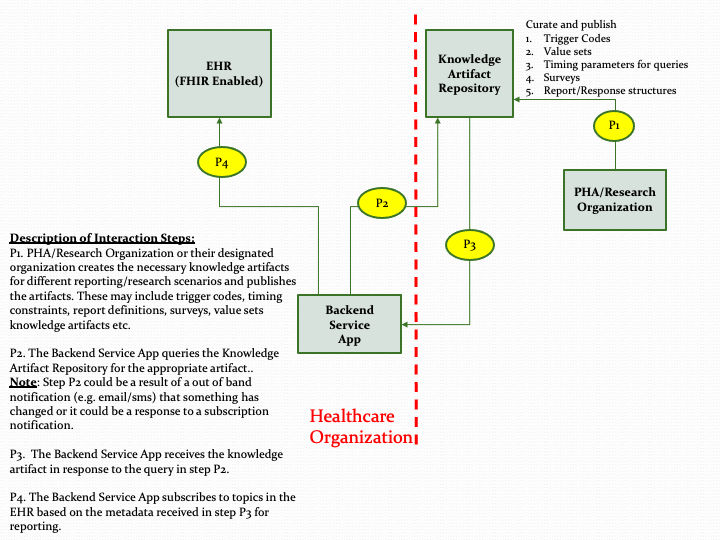 Curate and publish
1. Trigger Codes
2. Value sets
3. Timing parameters for queries
4. Surveys
5. Report/Response structures
EHR
(FHIR Enabled)
Knowledge
Artifact
Repository
P1
P4
PHA/Research
Organization
P2
P3
Description of Interaction Steps:
P1. PHA/Research Organization or their designated
organization creates the necessary knowledge artifacts
for different reporting/research scenarios and publishes
the artifacts. These may include trigger codes, timing
constraints, report definitions, surveys, value sets
knowledge artifacts etc.
P2. The Backend Service App queries the Knowledge
Artifact Repository for the appropriate artifact..
Note: Step P2 could be a result of a out of band
notification (e.g. email/sms) that something has
changed or it could be a response to a subscription
notification.
P3. The Backend Service App receives the knowledge
artifact in response to the query in step P2.
P4. The Backend Service App subscribes to topics in the
EHR based on the metadata received in step P3 for
reporting.
Backend
Service
App
Healthcare
Organization